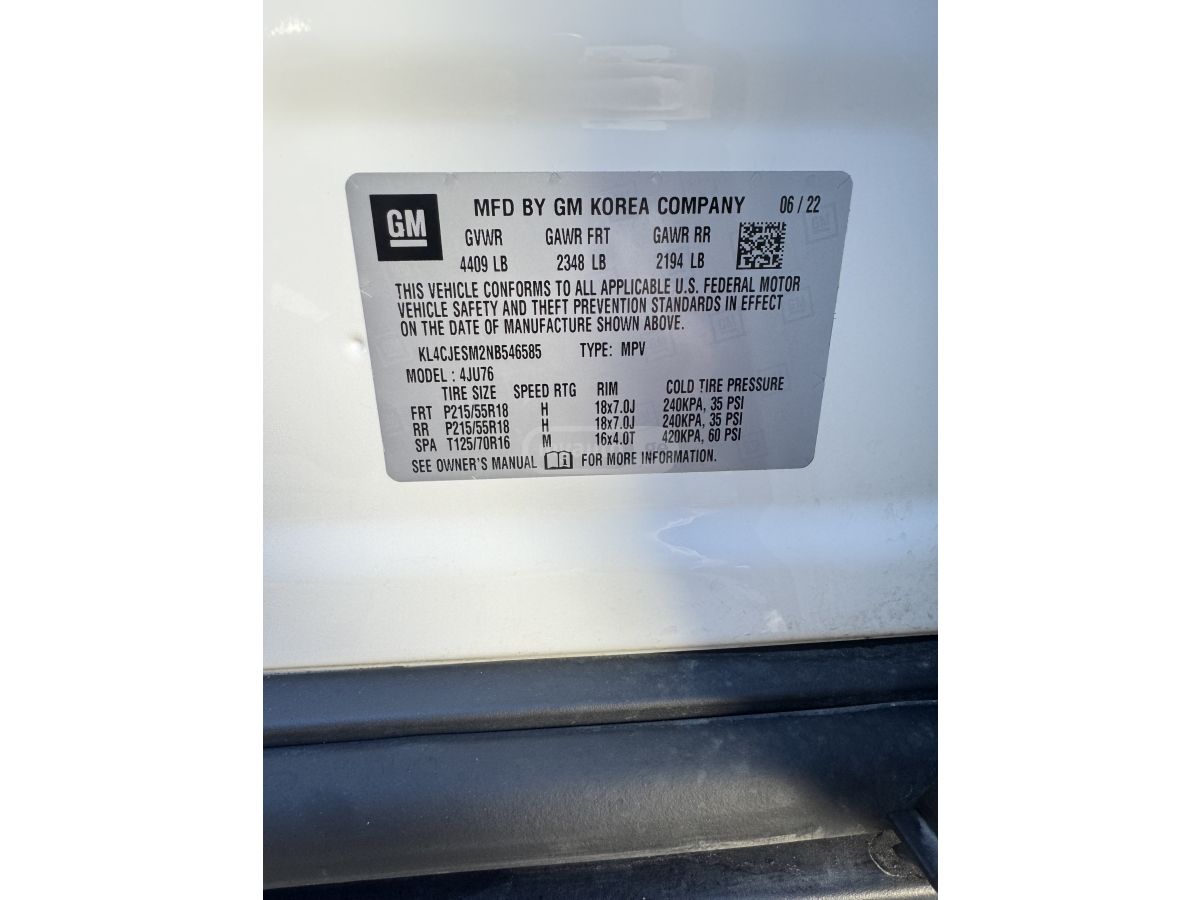 GM MFD BY GM KOREA COMPANY 06 / 22
GVWR GAWR FRT GAWR RR
4409 LB 2348 LB 2194 LB
THIS VEHICLE CONFORMS TO ALL APPLICABLE U.S. FEDERAL MOTOR
VEHICLE SAFETY AND THEFT PREVENTION STANDARDS IN EFFECT
ON THE DATE OF MANUFACTURE SHOWN ABOVE.
KL4CJESM2NB546585 TYPE: MPV
MODEL : 4JU76
TIRE SIZE SPEED RTG RIM COLD TIRE PRESSURE
FRT P215/55R18 H 18x7.0J 240KPA, 35 PSI
RR P215/55R18 H 18x7.0J 240KPA, 35 PSI
SPA T125/70R16 M 16x4.0T 420KPA, 60 PSI
SEE OWNER'S MANUAL FOR MORE INFORMATION.